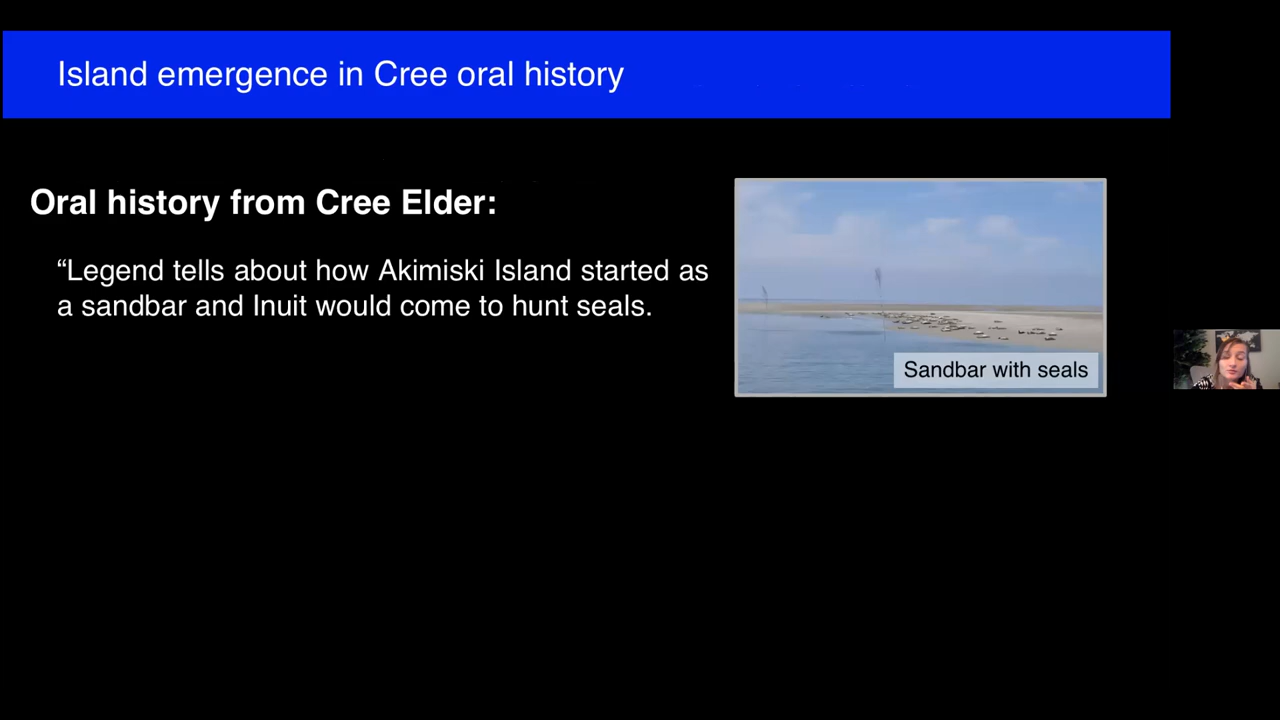 Island emergence in Cree oral history
Oral history from Cree Elder:
“Legend tells about how Akimiski Island started as
a sandbar and Inuit would come to hunt seals.
Sandbar with seals